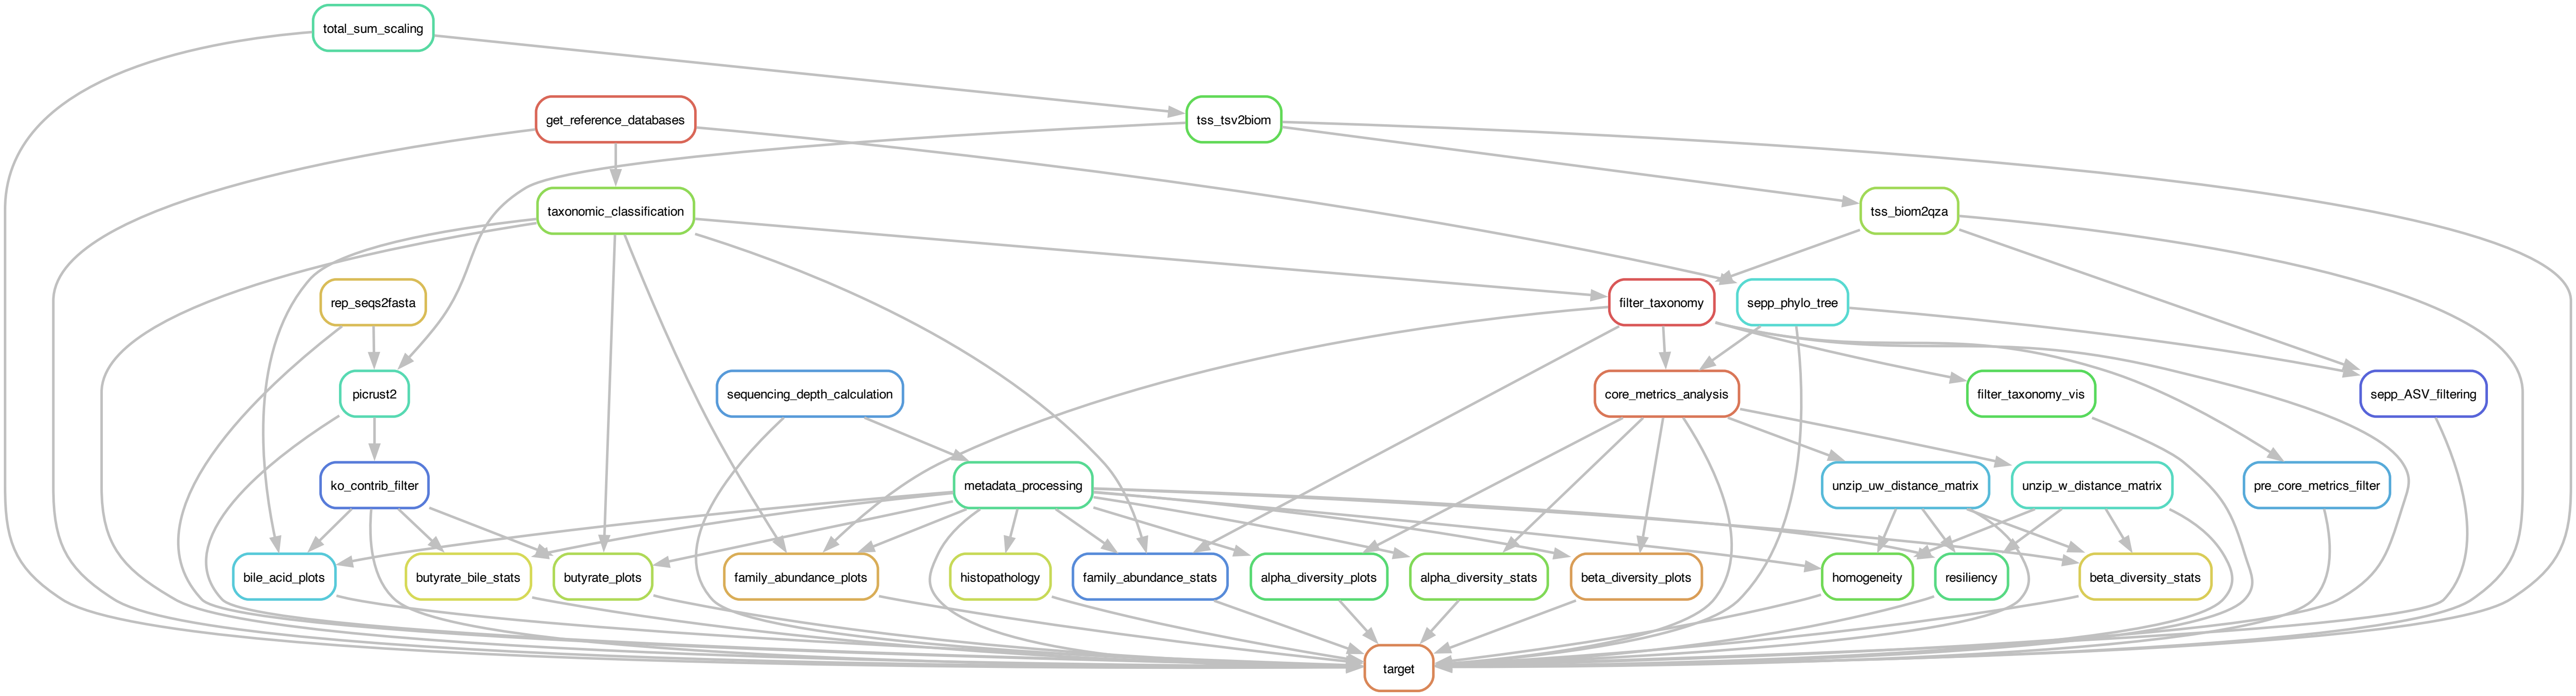 total_sum_scaling
get_reference_databases
tss_tsv2biom
taxonomic_classification
tss_biom2qza
rep_seqs2fasta
filter_taxonomy
sepp_phylo_tree
picrust2
sequencing_depth_calculation
core_metrics_analysis
filter_taxonomy_vis
sepp_ASV_filtering
ko_contrib_filter
metadata_processing
unzip_uw_distance_matrix
unzip_w_distance_matrix
pre_core_metrics_filter
bile_acid_plots
butyrate_bile_stats
butyrate_plots
family_abundance_plots
histopathology
family_abundance_stats
alpha_diversity_plots
alpha_diversity_stats
beta_diversity_plots
homogeneity
resiliency
beta_diversity_stats
target